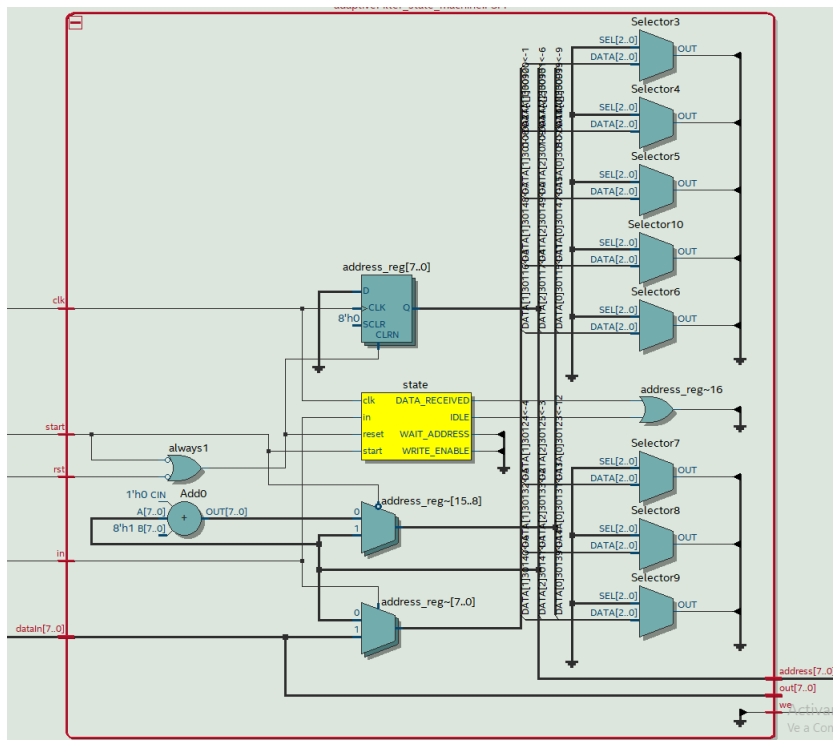 Selector3
SEL[2..0]
DATA[2..0]
OUT
Selector4
SEL[2..0]
DATA[2..0]
OUT
Selector5
SEL[2..0]
DATA[2..0]
OUT
Selector10
SEL[2..0]
DATA[2..0]
OUT
Selector6
SEL[2..0]
DATA[2..0]
OUT
address_reg[7..0]
D
CLK
8'h0
SCLR
CLRN
Q
clk
state
clk
in
reset
start
DATA_RECEIVED
IDLE
WAIT_ADDRESS
WRITE_ENABLE
address_reg~16
start
always1
rst
1'h0 CIN
Add0
A[7..0]
8'h1 B[7..0]
+
OUT[7..0]
address_reg~[15..8]
0
1
in
address_reg~[7..0]
0
1
dataIn[7..0]
Selector7
SEL[2..0]
DATA[2..0]
OUT
Selector8
SEL[2..0]
DATA[2..0]
OUT
Selector9
SEL[2..0]
DATA[2..0]
OUT
address[7..0]
out[7..0]
we
Ve a Con